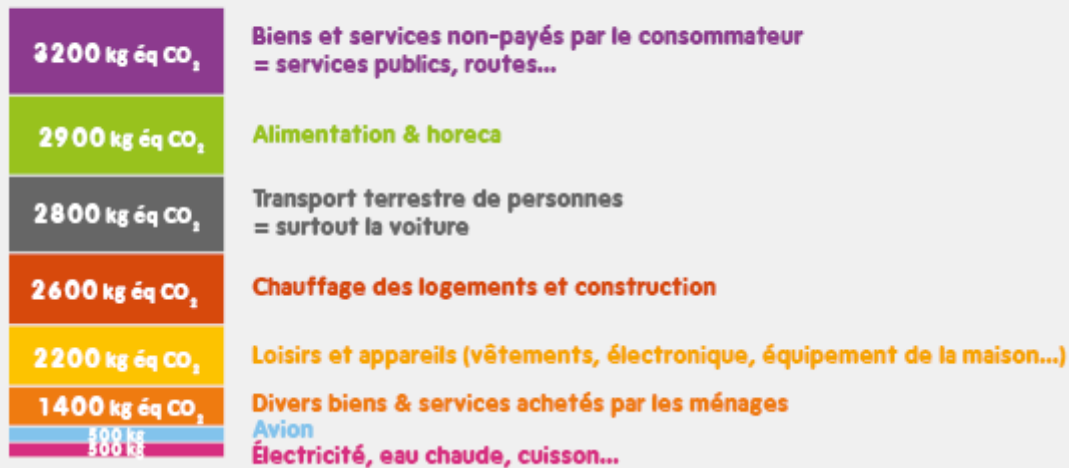 3200 kg éq CO₂
Biens et services non-payés par le consommateur
= services publics, routes...
2900 kg éq CO₂
Alimentation & horeca
2800 kg éq CO₂
Transport terrestre de personnes
= surtout la voiture
2600 kg éq CO₂
Chauffage des logements et construction
2200 kg éq CO₂
Loisirs et appareils (vêtements, électronique, équipement de la maison...)
1400 kg éq CO₂
Divers biens & services achetés par les ménages
500 kg
Avion
500 kg
Électricité, eau chaude, cuisson...